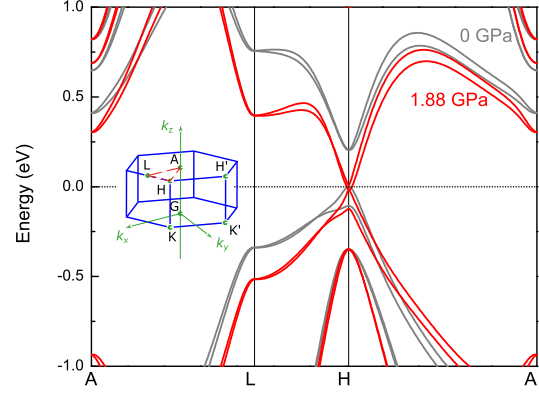 1.0
0 GPa
0.5
1.88 GPa
k_z
L
A
H'
H
0.0
G
k_x
K
k_Y
K'
-0.5
-1.0
A
L
H
A
Energy (eV)